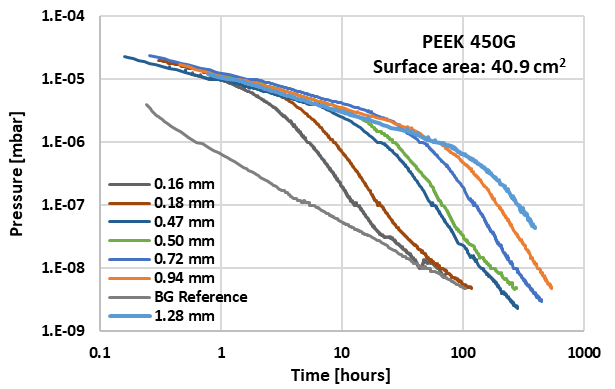 PEEK 450G
Surface area: 40.9 cm²
Pressure [mbar]
1.E-04
1.E-05
1.E-06
1.E-07
1.E-08
1.E-09
0.16 mm
0.18 mm
0.47 mm
0.50 mm
0.72 mm
0.94 mm
BG Reference
1.28 mm
0.1
1
10
100
1000
Time [hours]